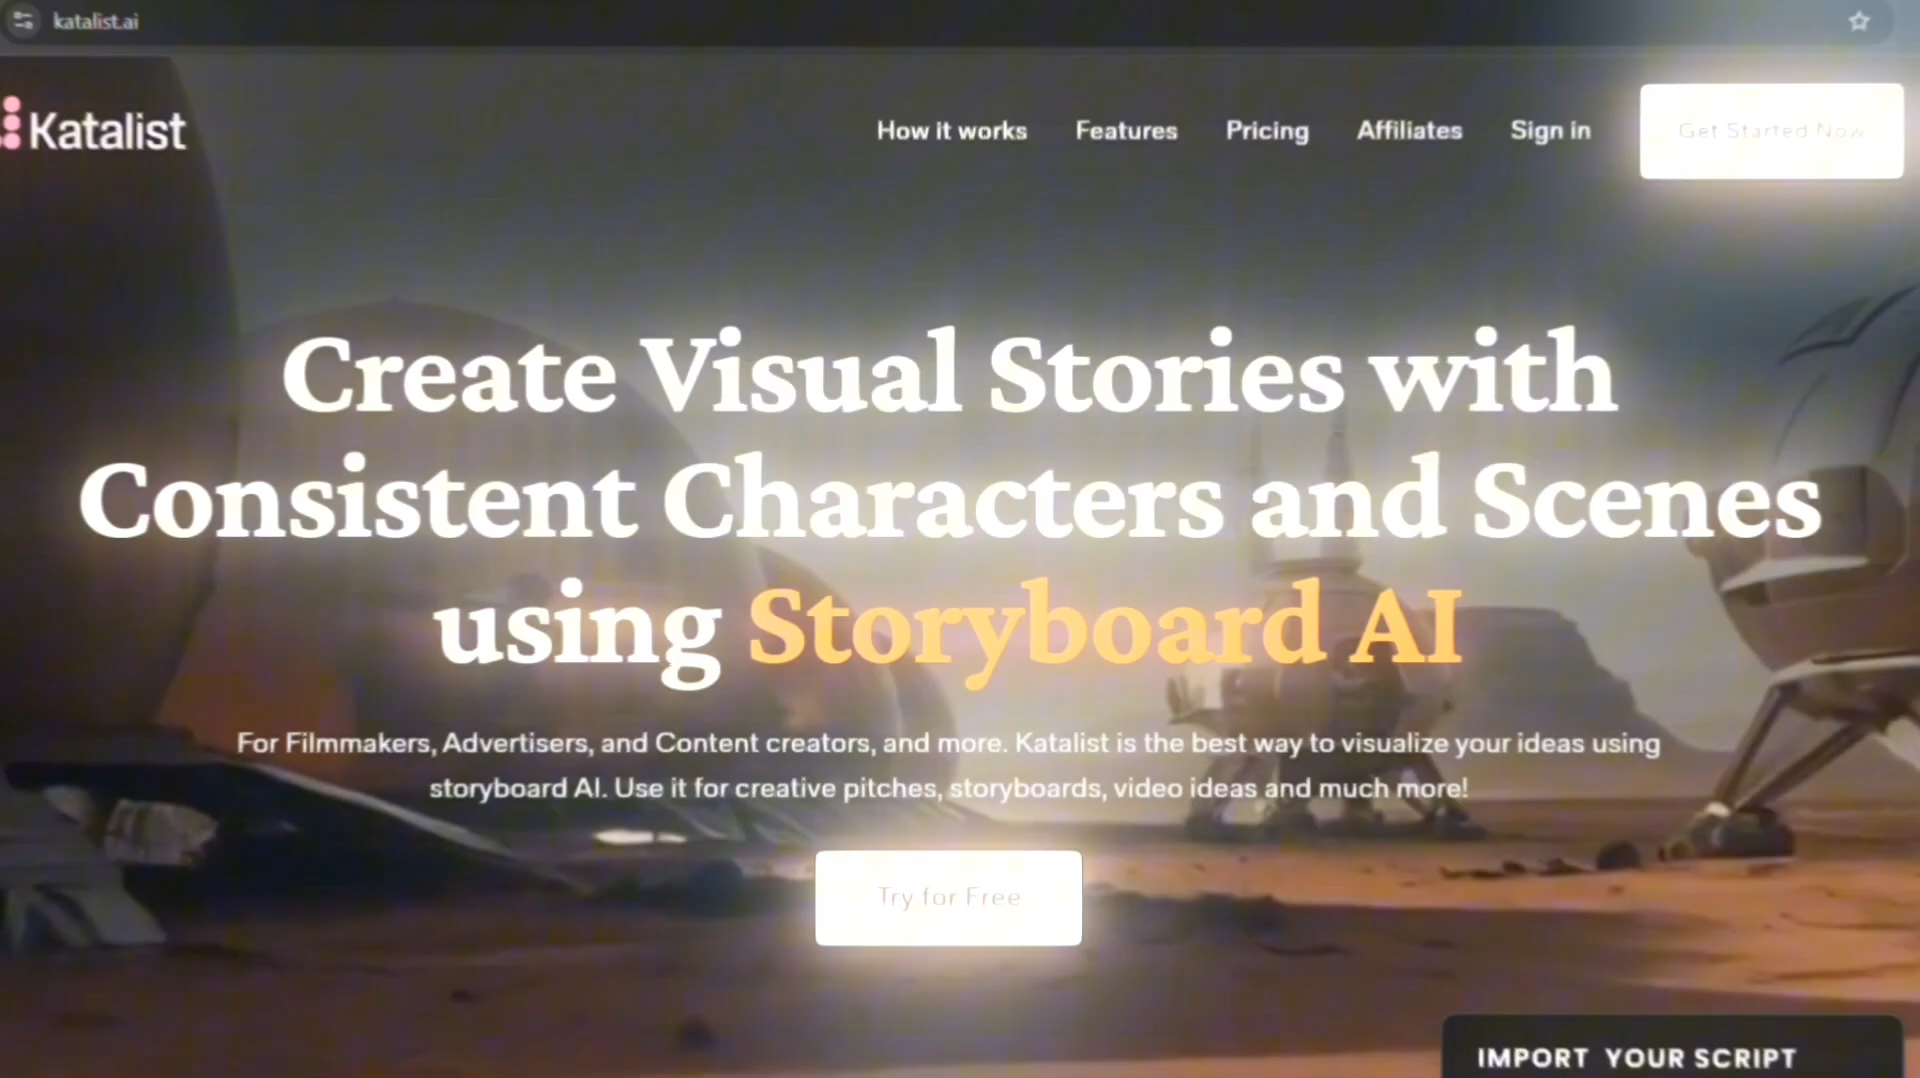 katalist.ai
Katalist
How it works Features Pricing Affiliates Sign in Get Started Now
Create Visual Stories with
Consistent Characters and Scenes
using Storyboard AI
For Filmmakers, Advertisers, and Content creators, and more. Katalist is the best way to visualize your ideas using
storyboard AI. Use it for creative pitches, storyboards, video ideas and much more!
Try for Free
IMPORT YOUR SCRIPT